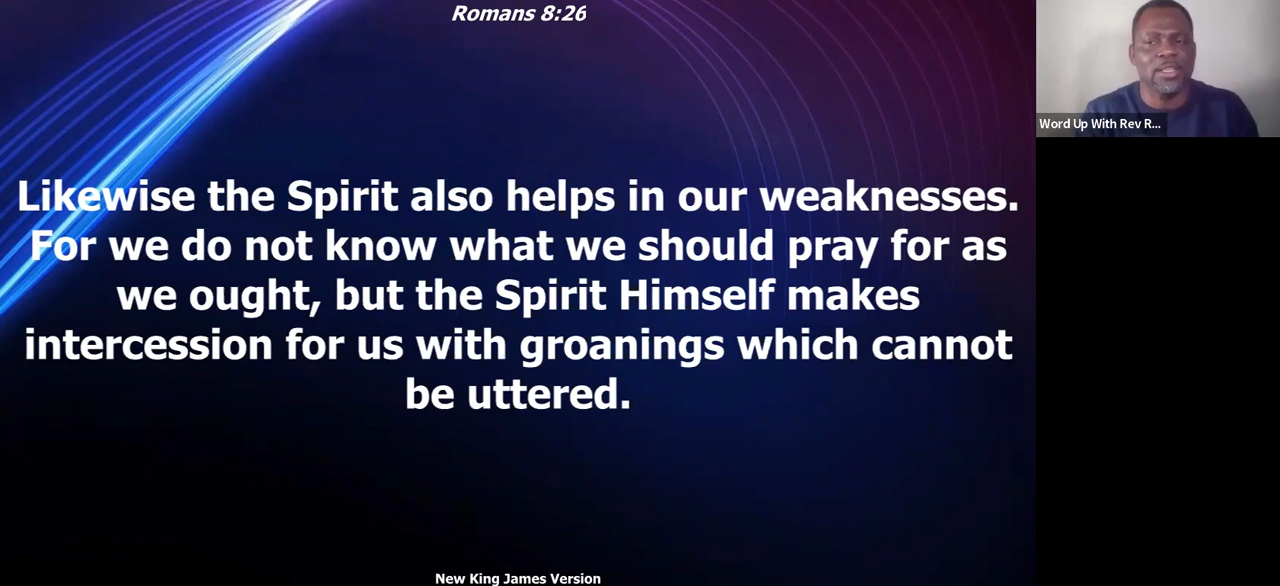 Romans 8:26
Likewise the Spirit also helps in our weaknesses.
For we do not know what we should pray for as
we ought, but the Spirit Himself makes
intercession for us with groanings which cannot
be uttered.
New King James Version
Word Up With Rev R...